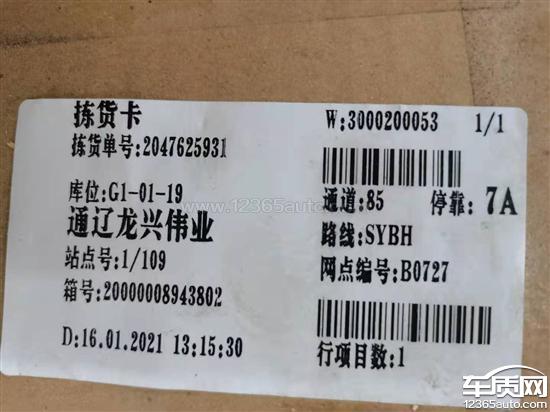 拣货卡
W:3000200053 1/1
拣货单号:2047625931
库位:G1-01-19
通道:85 停靠: 7A
通辽龙兴伟业
路线:SYBH
站点号:1/109
网点编号:B0727
箱号:20000008943802
D:16.01.2021 13:15:30
行项目数:1
www.12365auto.com
车质网
12365auto.com